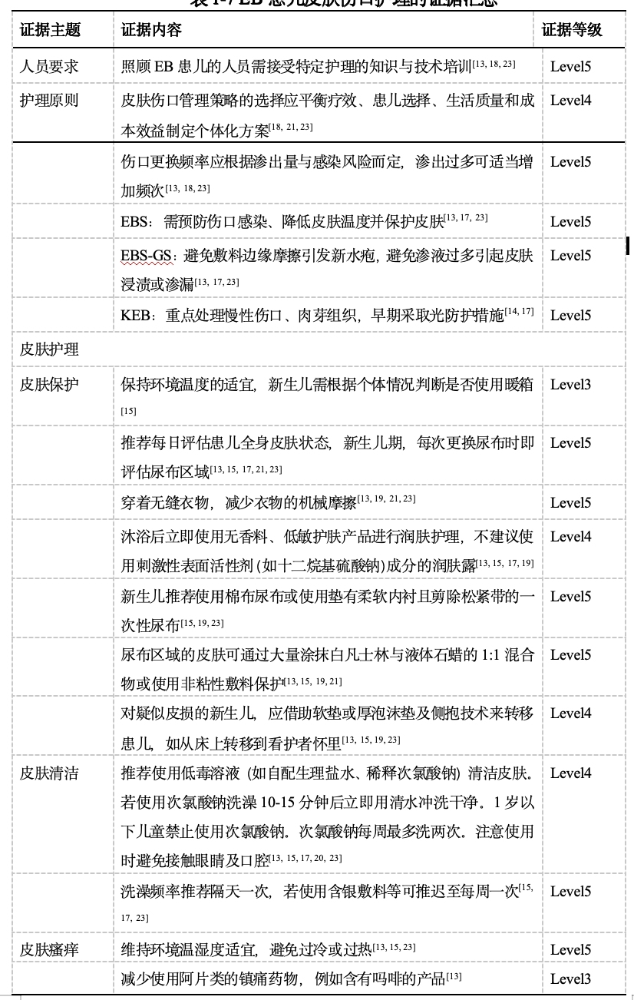 表 1-7 EB 患儿皮肤伤口护理的证据汇总
证据主题 证据内容 证据等级
人员要求 照顾 EB 患儿的人员需接受特定护理的知识与技术培训[13, 18, 23] Level5
护理原则 皮肤伤口管理策略的选择应平衡疗效、患儿选择、生活质量和成 Level4
本效益制定个体化方案[18, 21, 23]
伤口更换频率应根据渗出量与感染风险而定，渗出过多可适当增 Level5
加频次[13, 18, 23]
EBS：需预防伤口感染、降低皮肤温度并保护皮肤[13, 17, 23] Level5
EBS-GS：避免敷料边缘摩擦引发新水疱，避免渗液过多引起皮肤 Level5
浸渍或渗漏[13, 17, 23]
KEB：重点处理慢性伤口、肉芽组织，早期采取光防护措施[14, 17] Level5
皮肤护理
皮肤保护 保持环境温度的适宜，新生儿需根据个体情况判断是否使用暖箱 Level3
[15]
推荐每日评估患儿全身皮肤状态，新生儿期，每次更换尿布时即 Level5
评估尿布区域[13, 15, 17, 21, 23]
穿着无缝衣物，减少衣物的机械摩擦[13, 19, 21, 23] Level5
沐浴后立即使用无香料、低敏护肤产品进行润肤护理，不建议使 Level4
用刺激性表面活性剂（如十二烷基硫酸钠）成分的润肤露[13, 15, 17, 19]
新生儿推荐使用棉布尿布或使用垫有柔软内衬且剪除松紧带的一 Level5
次性尿布[15, 19, 23]
尿布区域的皮肤可通过大量涂抹白凡士林与液体石蜡的 1:1 混合 Level5
物或使用非粘性敷料保护[13, 15, 19, 21]
对疑似皮损的新生儿，应借助软垫或厚泡沫垫及侧抱技术来转移 Level4
患儿，如从床上转移到看护者怀里[13, 15, 19, 23]
皮肤清洁 推荐使用低毒溶液（如自配生理盐水、稀释次氯酸钠）清洁皮肤。 Level4
若使用次氯酸钠洗澡 10-15 分钟后立即用清水冲洗干净。1 岁以
下儿童禁止使用次氯酸钠。次氯酸钠每周最多洗两次。注意使用
时避免接触眼睛及口腔[13, 15, 17, 20, 23]
洗澡频率推荐隔天一次，若使用含银敷料等可推迟至每周一次[15, Level5
17, 23]
皮肤瘙痒 维持环境温湿度适宜，避免过冷或过热[13, 15, 23] Level5
减少使用阿片类的镇痛药物，例如含有吗啡的产品[13] Level3